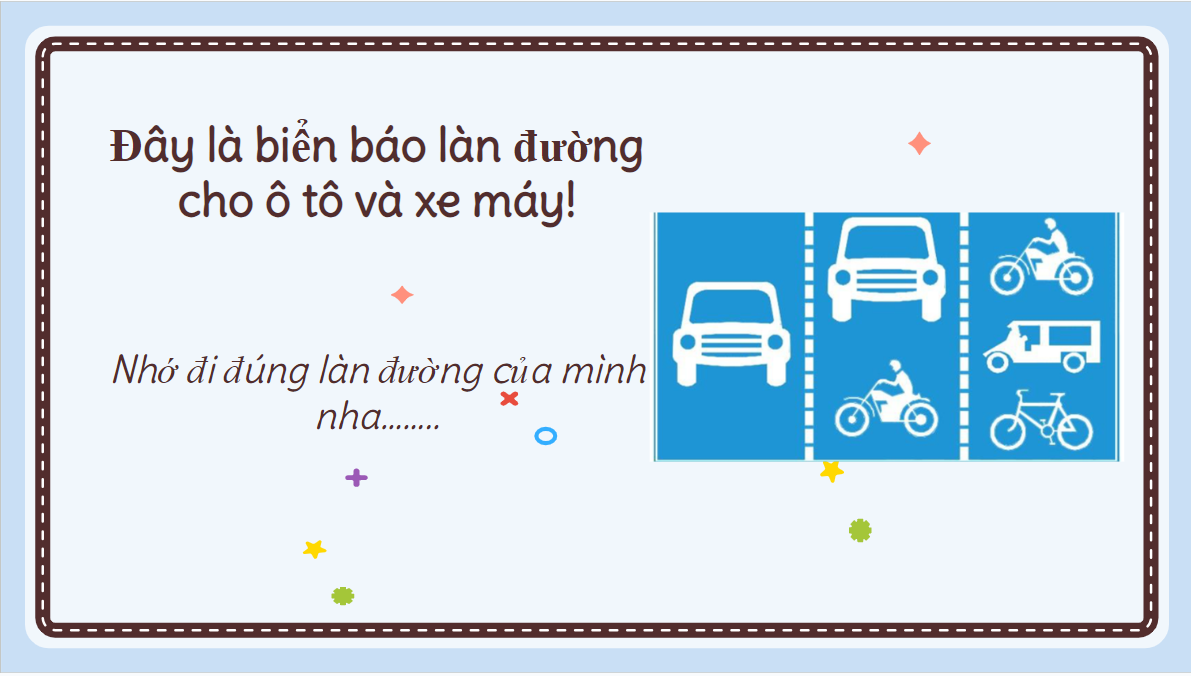 Đây là biển báo làn đường
cho ô tô và xe máy!
Nhớ đi đúng làn đường của mình
nha........